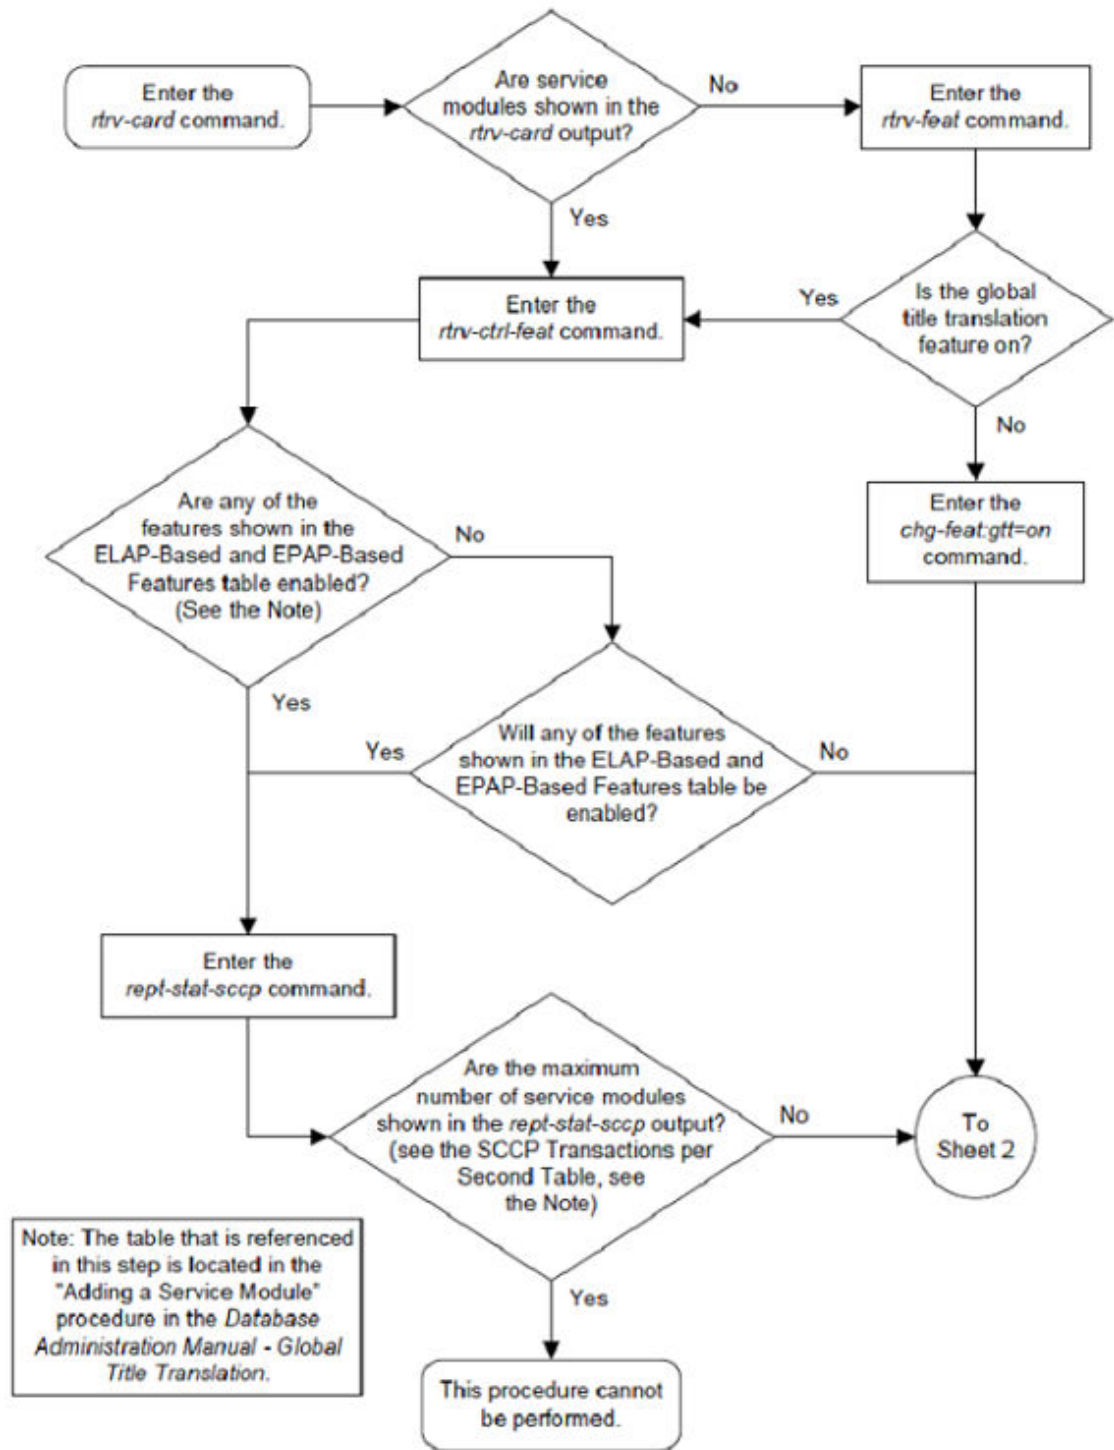 Enter the
rtrv-card command.
Are service
modules shown in the
rtrv-card output?
No
Enter the
rtrv-feat command.
Yes
Enter the
rtrv-ctrl-feat command.
Yes
Is the global
title translation
feature on?
No
Enter the
chg-feat:gtt=on
command.
Are any of the
features shown in the
ELAP-Based and EPAP-Based
Features table enabled?
(See the Note)
No
Yes
Yes
Will any of the features
shown in the ELAP-Based and
EPAP-Based Features table be
enabled?
No
Enter the
rept-stat-sccp command.
Are the maximum
number of service modules
shown in the rept-stat-sccp output?
(see the SCCP Transactions per
Second Table, see
the Note)
No
To
Sheet 2
Yes
This procedure cannot
be performed.
Note: The table that is referenced
in this step is located in the
"Adding a Service Module"
procedure in the Database
Administration Manual - Global
Title Translation.